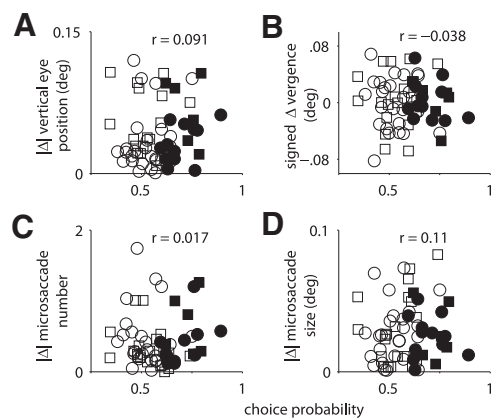 A
r = 0.091
0.15
|Δ| vertical eye
position (deg)
0
0.5
1
B
r = −0.038
.08
signed Δ vergence
(deg)
0
−.08
0.5
1
C
r = 0.017
2
|Δ| microsaccade
number
0
0.5
1
D
r = 0.11
0.1
|Δ| microsaccade
size (deg)
0
0.5
1
choice probability